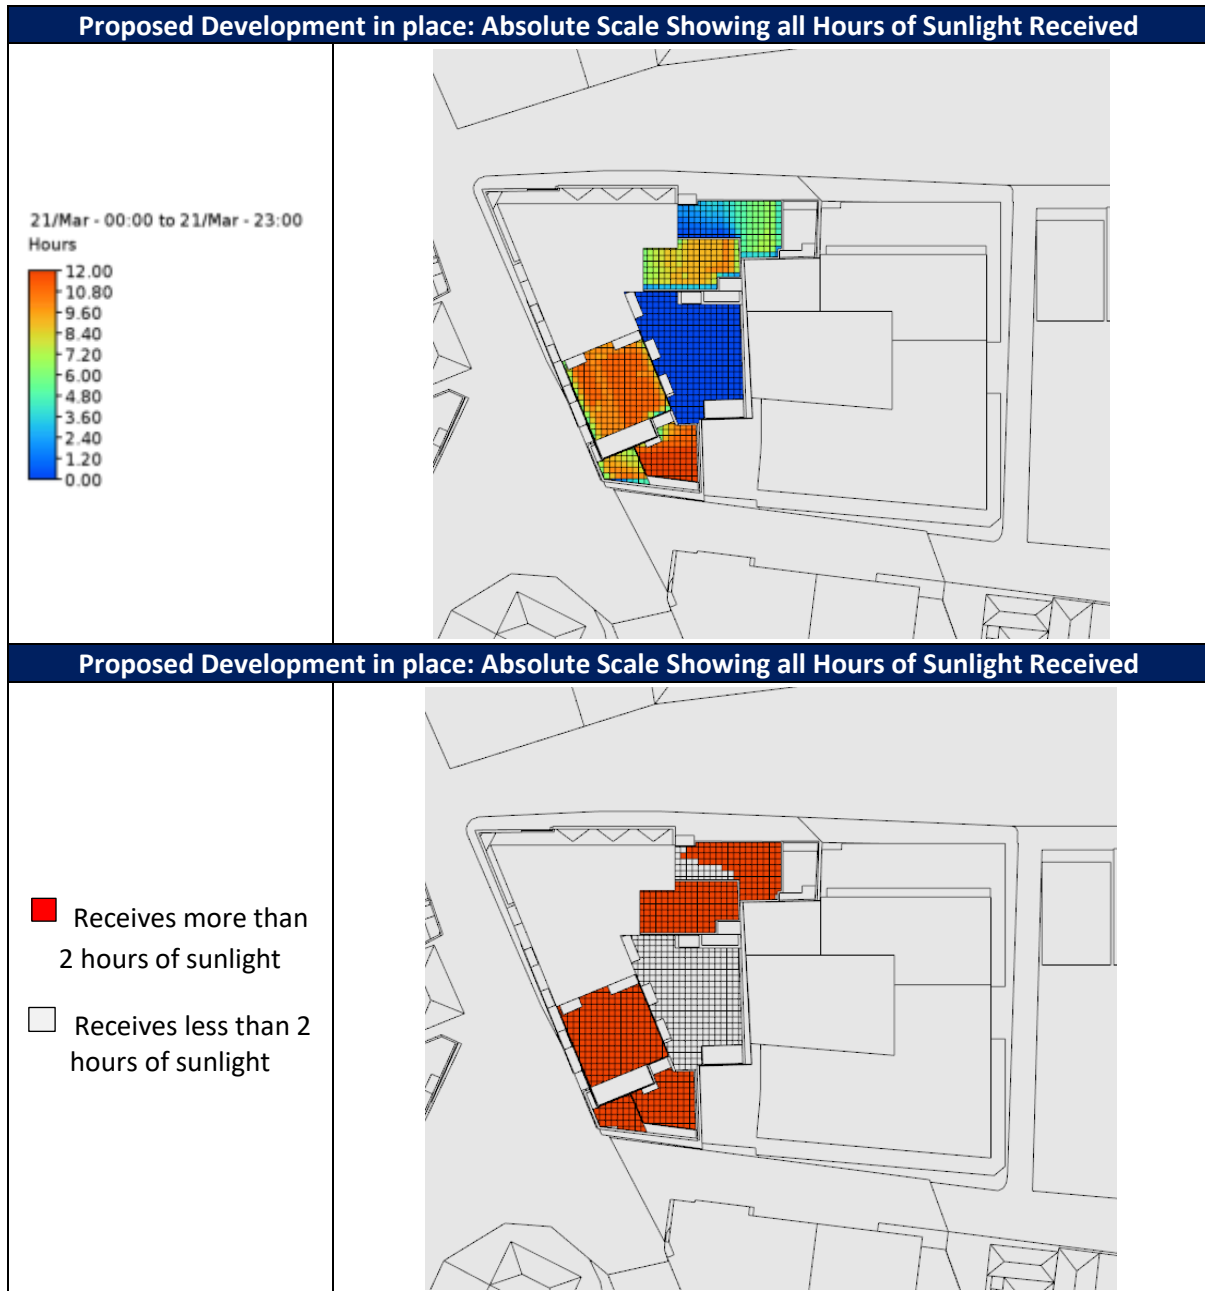 Proposed Development in place: Absolute Scale Showing all Hours of Sunlight Received
21/Mar - 00:00 to 21/Mar - 23:00
Hours
12.00
10.80
9.60
8.40
7.20
6.00
4.80
3.60
2.40
1.20
0.00
Proposed Development in place: Absolute Scale Showing all Hours of Sunlight Received
Receives more than
2 hours of sunlight
Receives less than 2
hours of sunlight